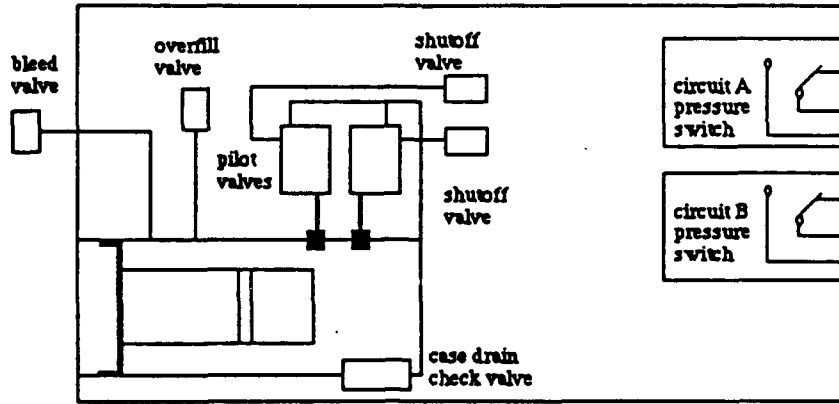 bleed
valve
overfill
valve
shutoff
valve
pilot
valves
shutoff
valve
circuit A
pressure
switch
circuit B
pressure
switch
case drain
check valve